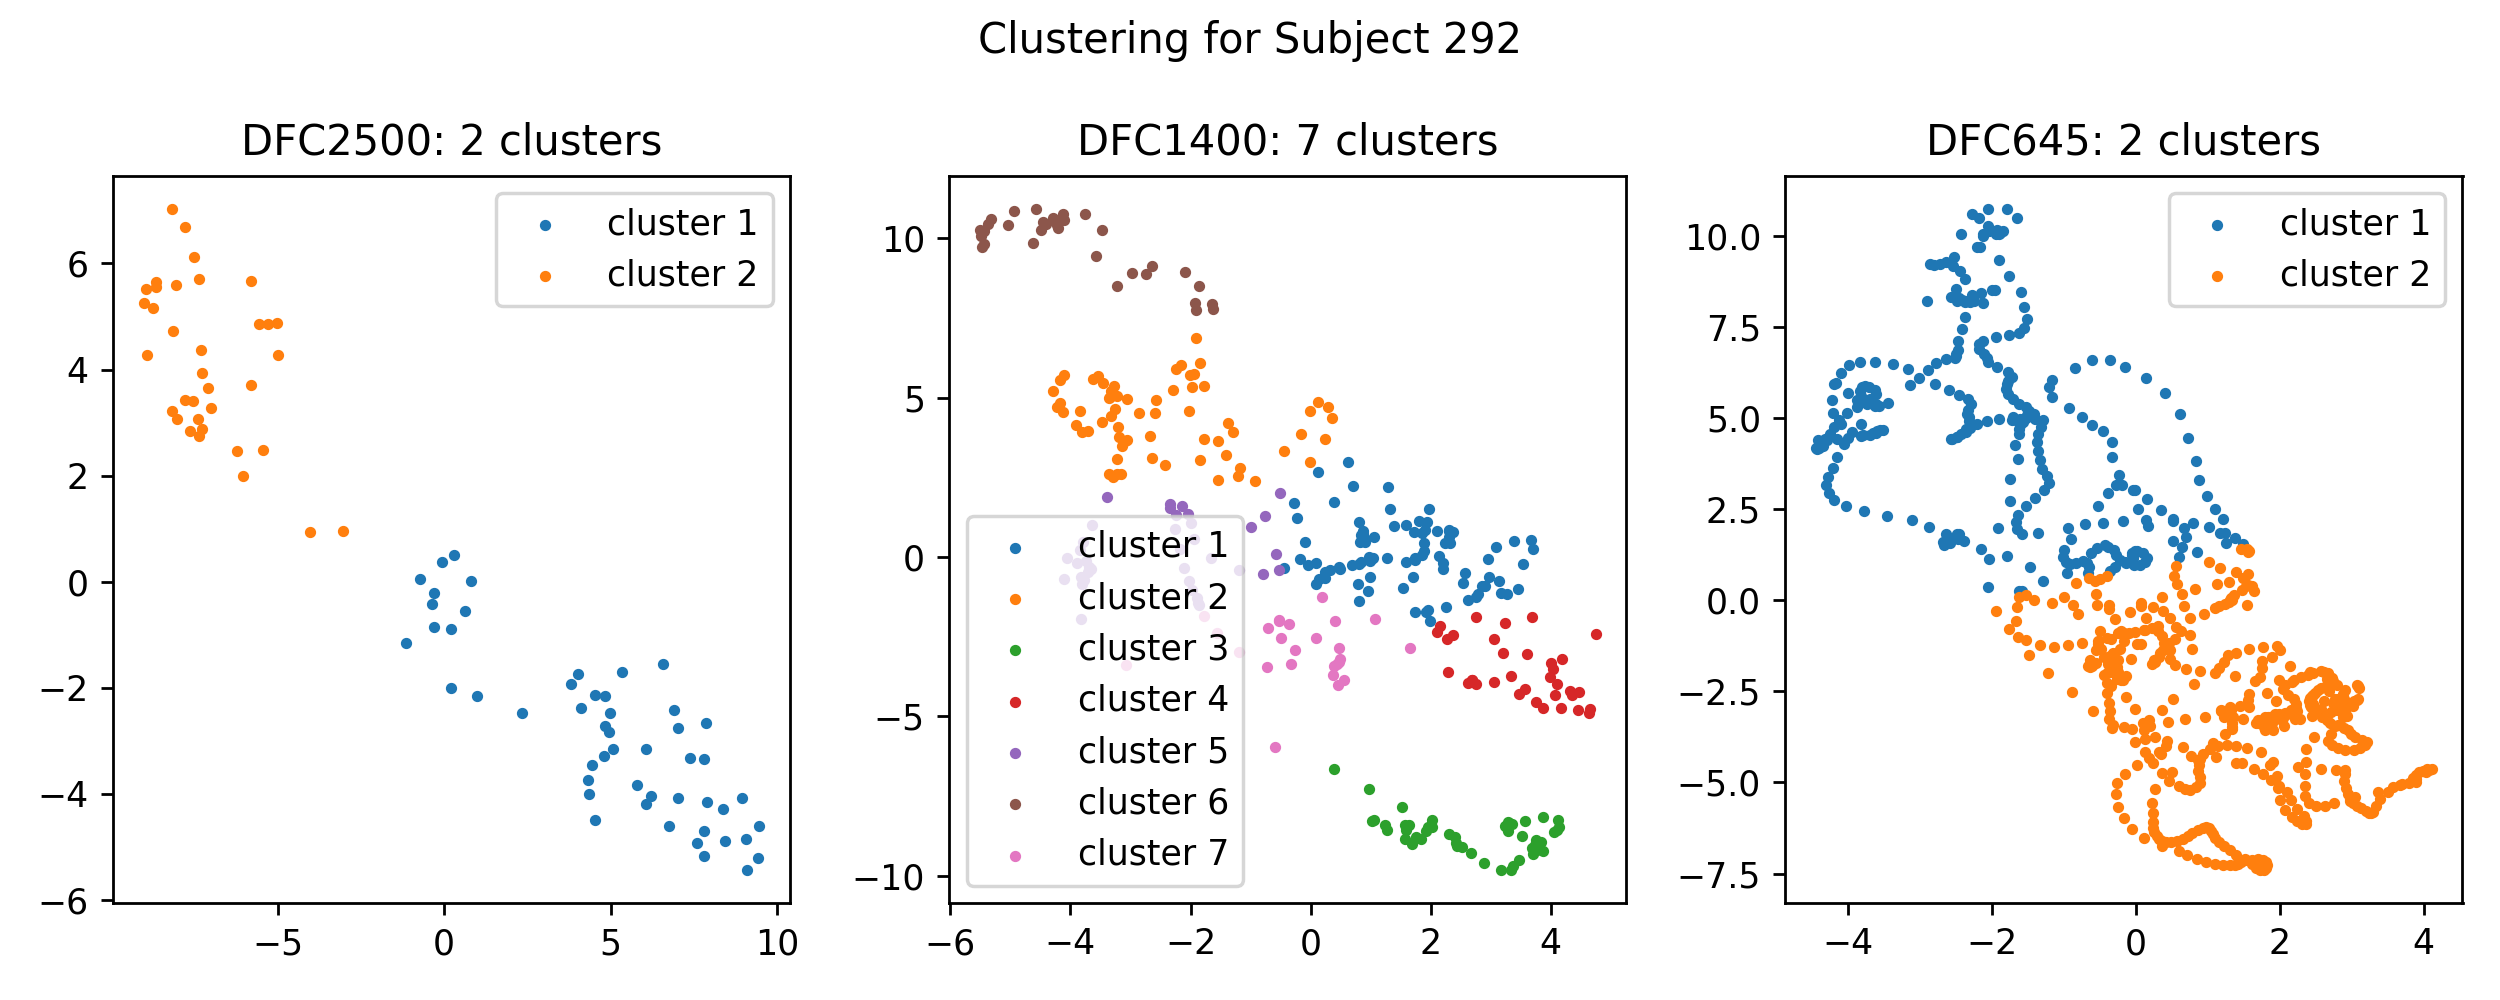 Clustering for Subject 292
DFC2500: 2 clusters
cluster 1
cluster 2
6
4
2
0
−2
−4
−6
−5
0
5
10
DFC1400: 7 clusters
10
5
0
−5
−10
cluster 1
cluster 2
cluster 3
cluster 4
cluster 5
cluster 6
cluster 7
−6
−4
−2
0
2
4
DFC645: 2 clusters
cluster 1
cluster 2
10.0
7.5
5.0
2.5
0.0
−2.5
−5.0
−7.5
−4
−2
0
2
4